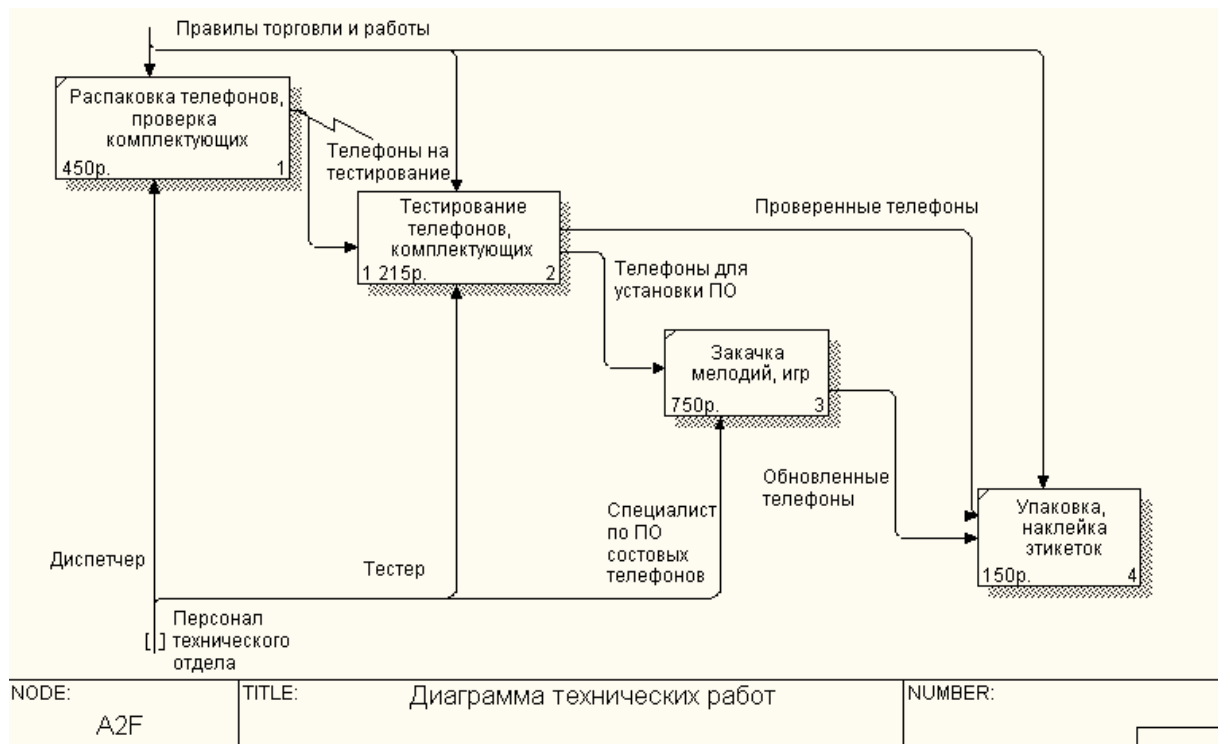 Правилы торговли и работы
Распаковка телефонов,
проверка
комплектующих
450р. 1
Телефоны на
тестирование
Тестирование
телефонов,
комплектующих
1 215р. 2
Проверенные телефоны
Телефоны для
установки ПО
Закачка
мелодий, игр
750р. 3
Обновленные
телефоны
Специалист
по ПО
состовых
телефонов
Упаковка,
наклейка
этикеток
150р. 4
Диспетчер
Тестер
Персонал
технического
отдела
NODE: TITLE: Диаграмма технических работ NUMBER:
A2F